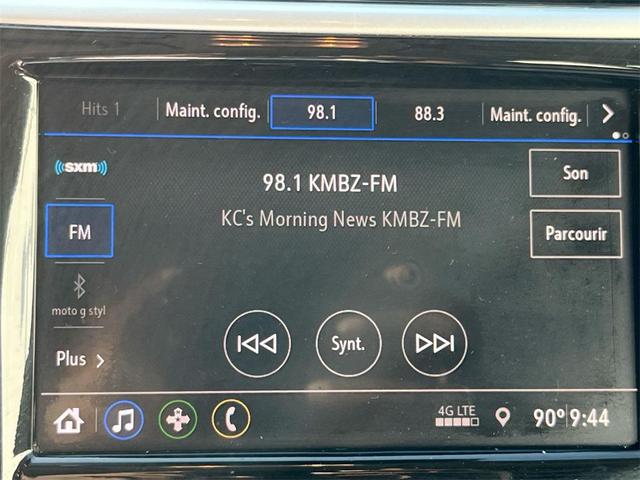 Hits 1
Maint. config.
98.1
88.3
Maint. config.
((sxm))
98.1 KMBZ-FM
Son
FM
KC's Morning News KMBZ-FM
Parcourir
moto g styl
Synt.
Plus
4G LTE
90° 9:44